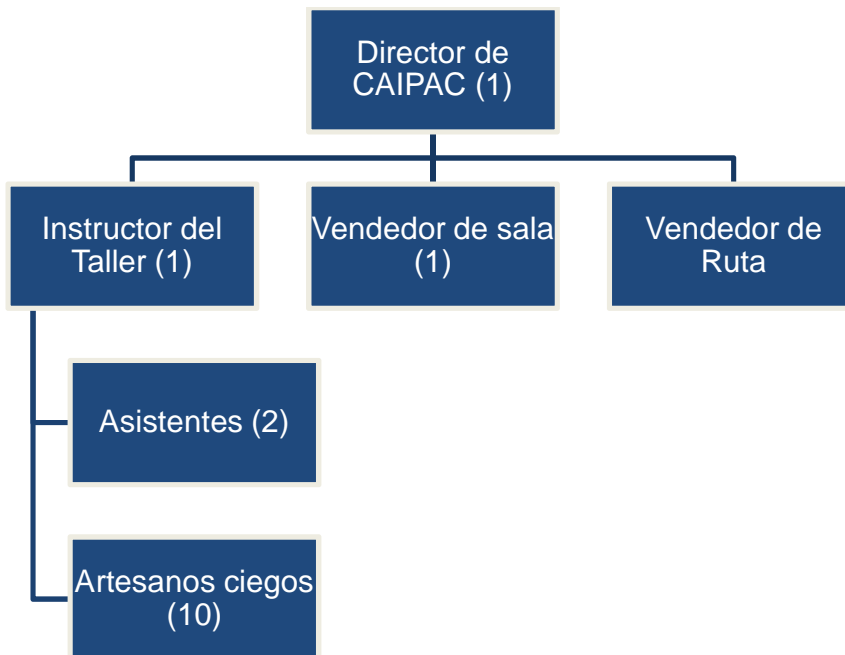 Director de
CAIPAC (1)
Instructor del
Taller (1)
Vendedor de sala
(1)
Vendedor de
Ruta
Asistentes (2)
Artesanos ciegos
(10)